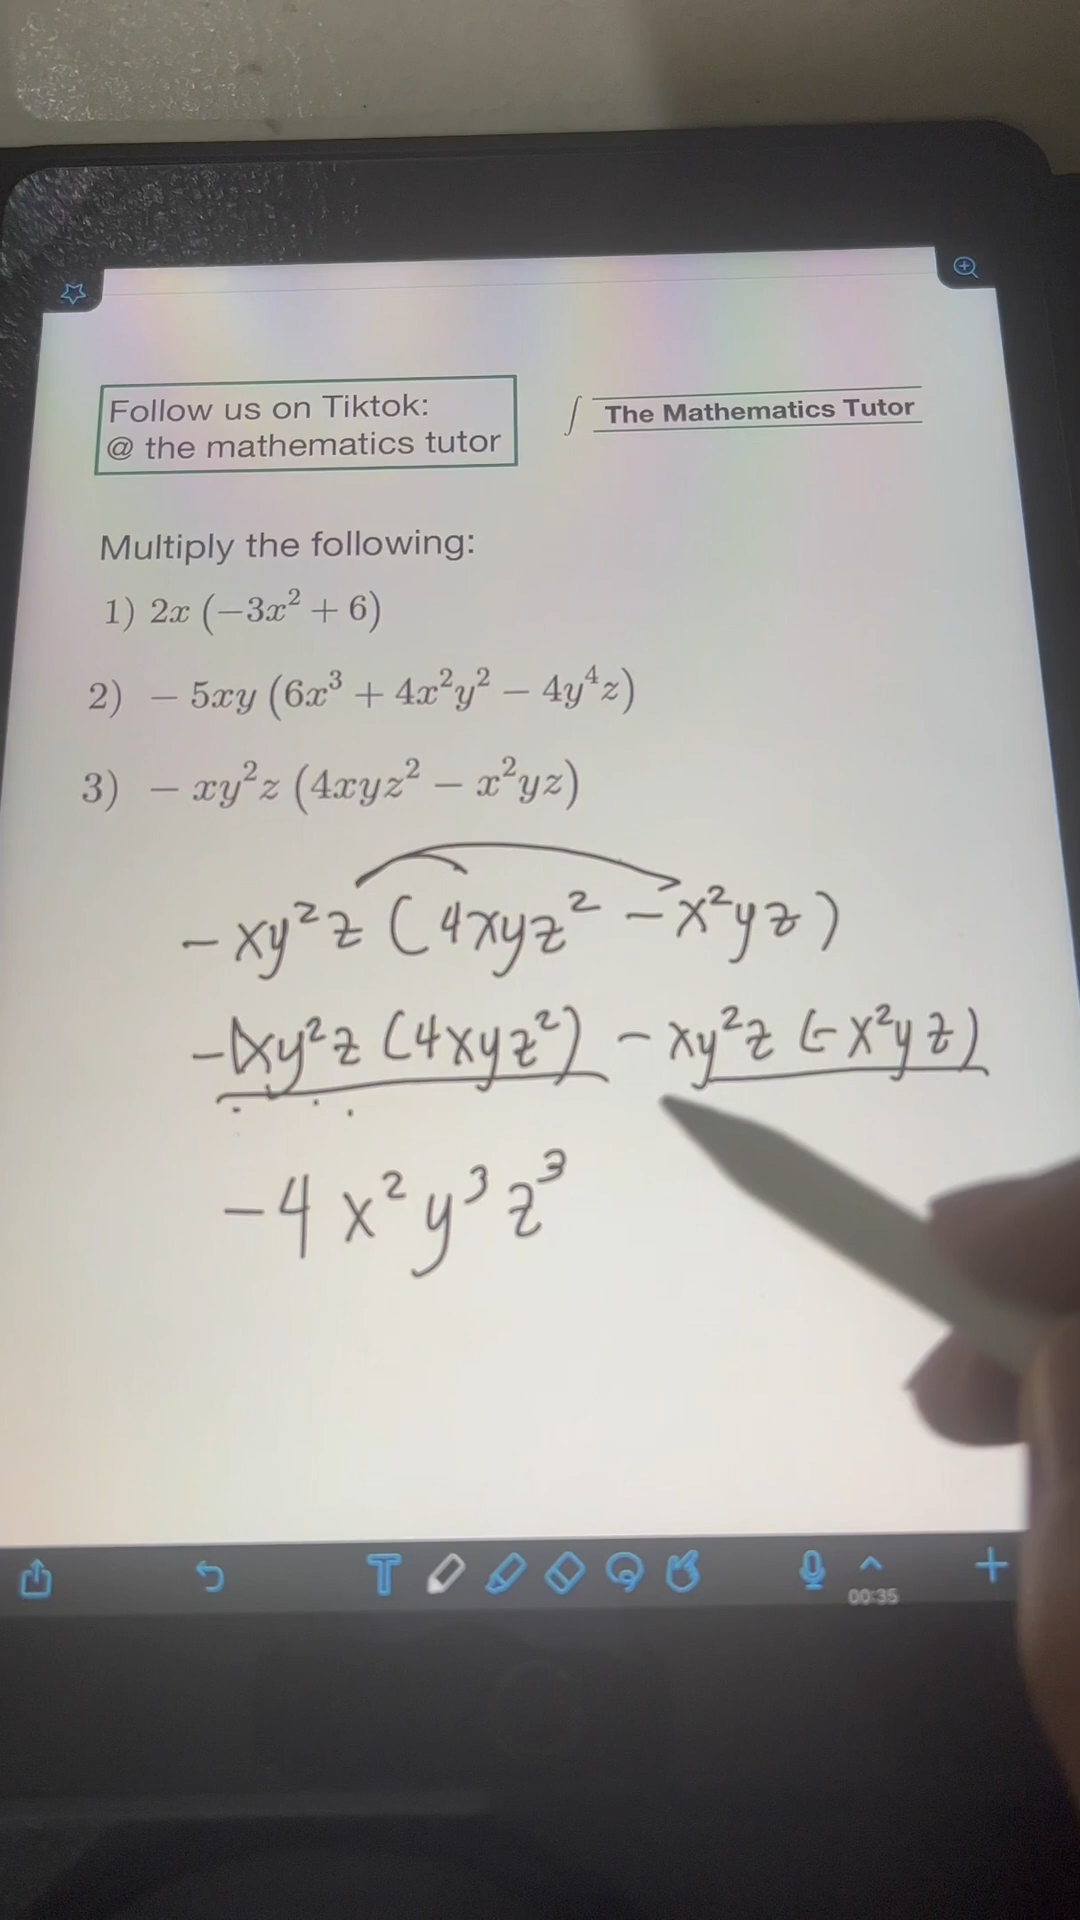 Follow us on Tiktok:
@ the mathematics tutor
∫ The Mathematics Tutor
Multiply the following:
1) 2x (−3x² + 6)
2) − 5xy (6x³ + 4x²y² − 4y⁴z)
3) − xy²z (4xyz² − x²yz)
−xy²z (4xyz² −x²yz)
−1xy²z (4xyz²) −xy²z (−x²yz)
−4x²y³z³
T
00:35